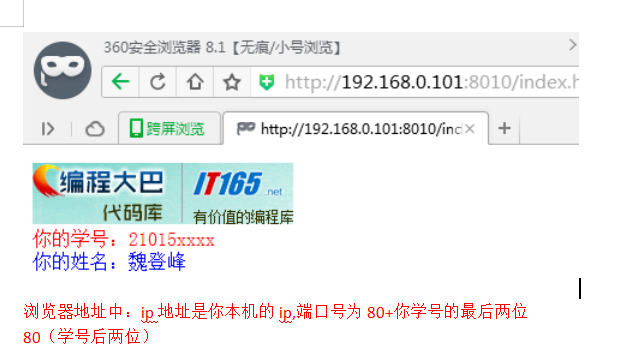 360安全浏览器 8.1【无痕/小号浏览】
http://192.168.0.101:8010/index.h
跨屏浏览
http://192.168.0.101:8010/ind
编程大巴
代码库
IT165.net
有价值的编程库
你的学号：21015xxxx
你的姓名：魏登峰
浏览器地址中：ip 地址是你本机的 ip,端口号为 80+你学号的最后两位
80（学号后两位）